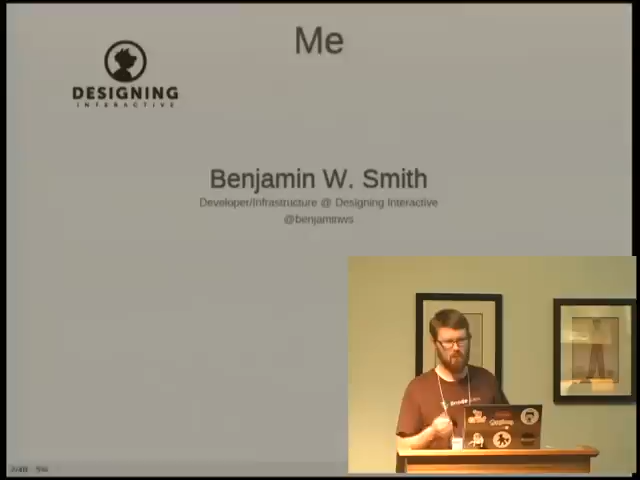 Me
DESIGNING
INTERACTIVE
Benjamin W. Smith
Developer/Infrastructure @ Designing Interactive
@benjaminws